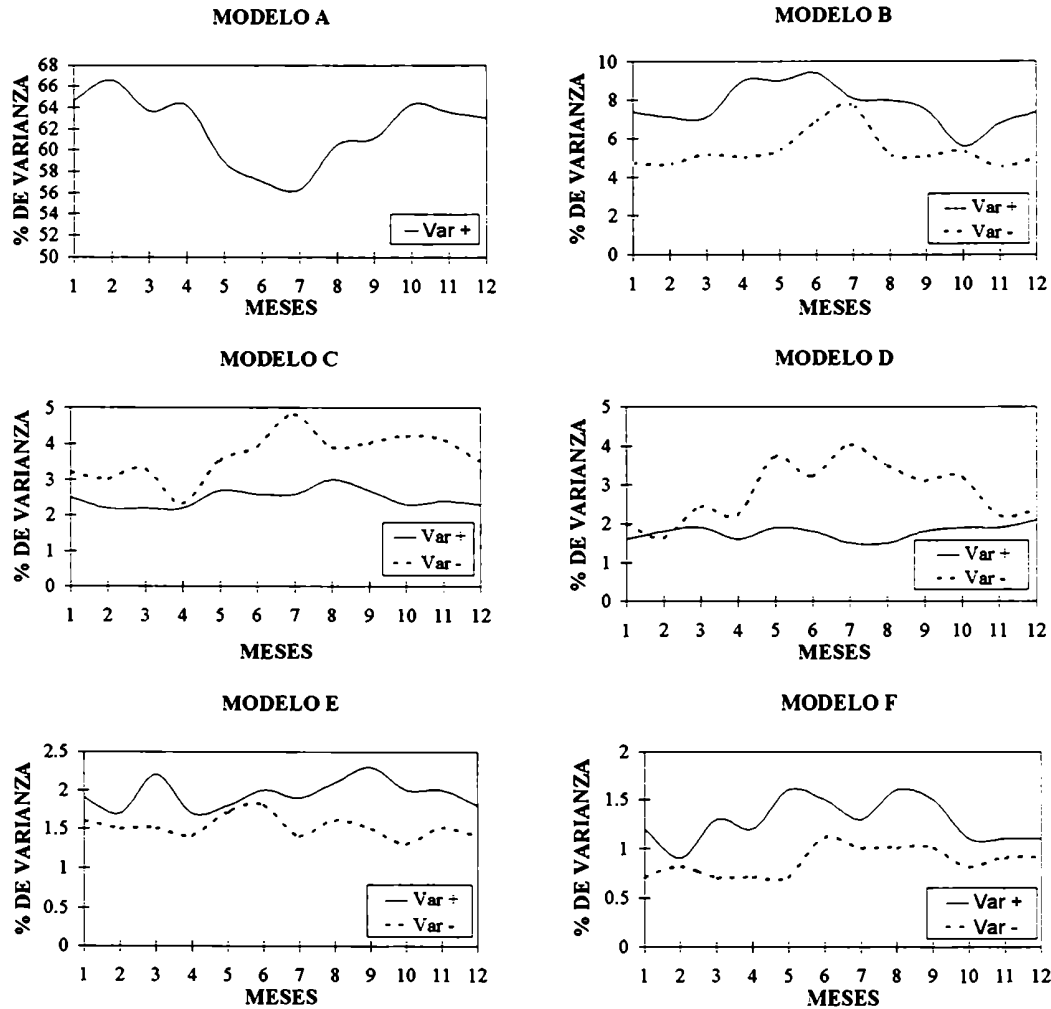 MODELO A
% DE VARIANZA
68
66
64
62
60
58
56
54
52
50
Var +
1 2 3 4 5 6 7 8 9 10 11 12
MESES
MODELO B
% DE VARIANZA
10
8
6
4
2
0
Var +
Var -
1 2 3 4 5 6 7 8 9 10 11 12
MESES
MODELO C
% DE VARIANZA
5
4
3
2
1
0
Var +
Var -
1 2 3 4 5 6 7 8 9 10 11 12
MESES
MODELO D
% DE VARIANZA
5
4
3
2
1
0
Var +
Var -
1 2 3 4 5 6 7 8 9 10 11 12
MESES
MODELO E
% DE VARIANZA
2.5
2
1.5
1
0.5
0
Var +
Var -
1 2 3 4 5 6 7 8 9 10 11 12
MESES
MODELO F
% DE VARIANZA
2
1.5
1
0.5
0
Var +
Var -
1 2 3 4 5 6 7 8 9 10 11 12
MESES